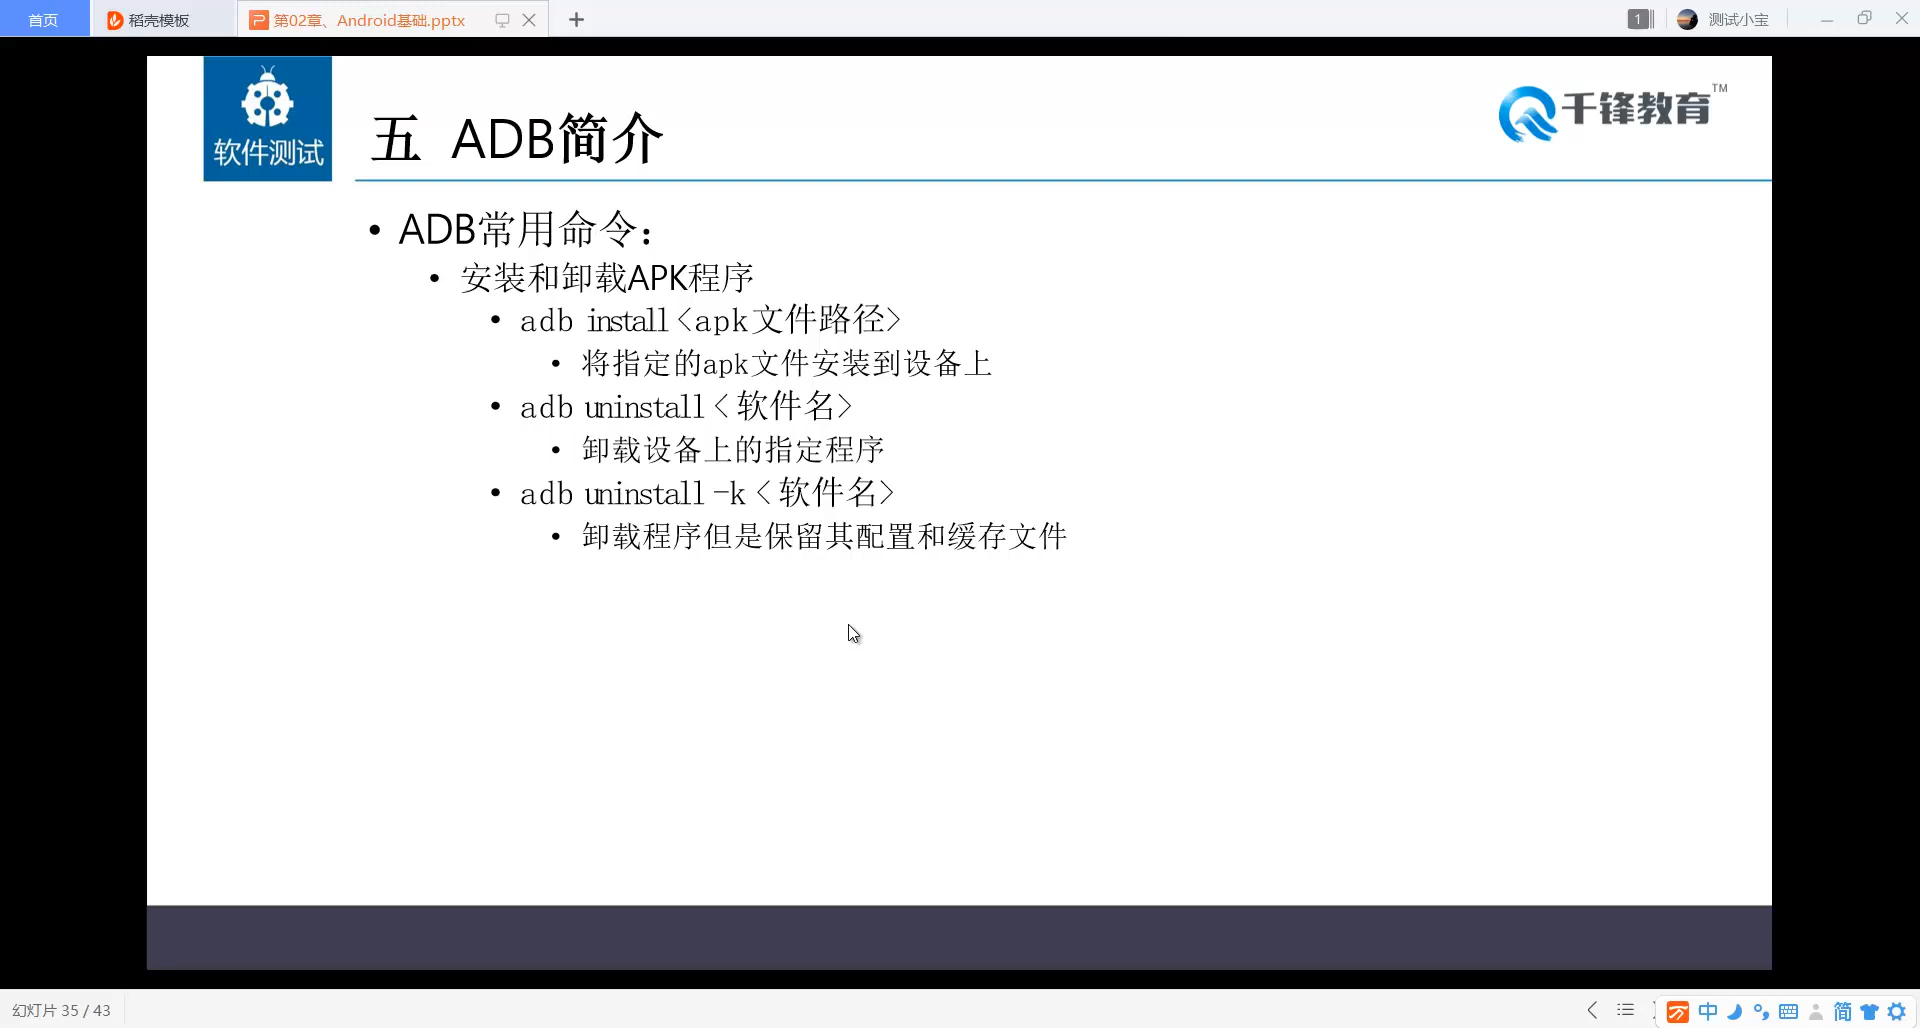 首页
稻壳模板
第02章、Android基础.pptx
1
测试小宝
软件测试
五 ADB简介
千锋教育™
• ADB常用命令：
• 安装和卸载APK程序
• adb install <apk文件路径>
• 将指定的apk文件安装到设备上
• adb uninstall <软件名>
• 卸载设备上的指定程序
• adb uninstall -k <软件名>
• 卸载程序但是保留其配置和缓存文件
幻灯片 35 / 43
中
简